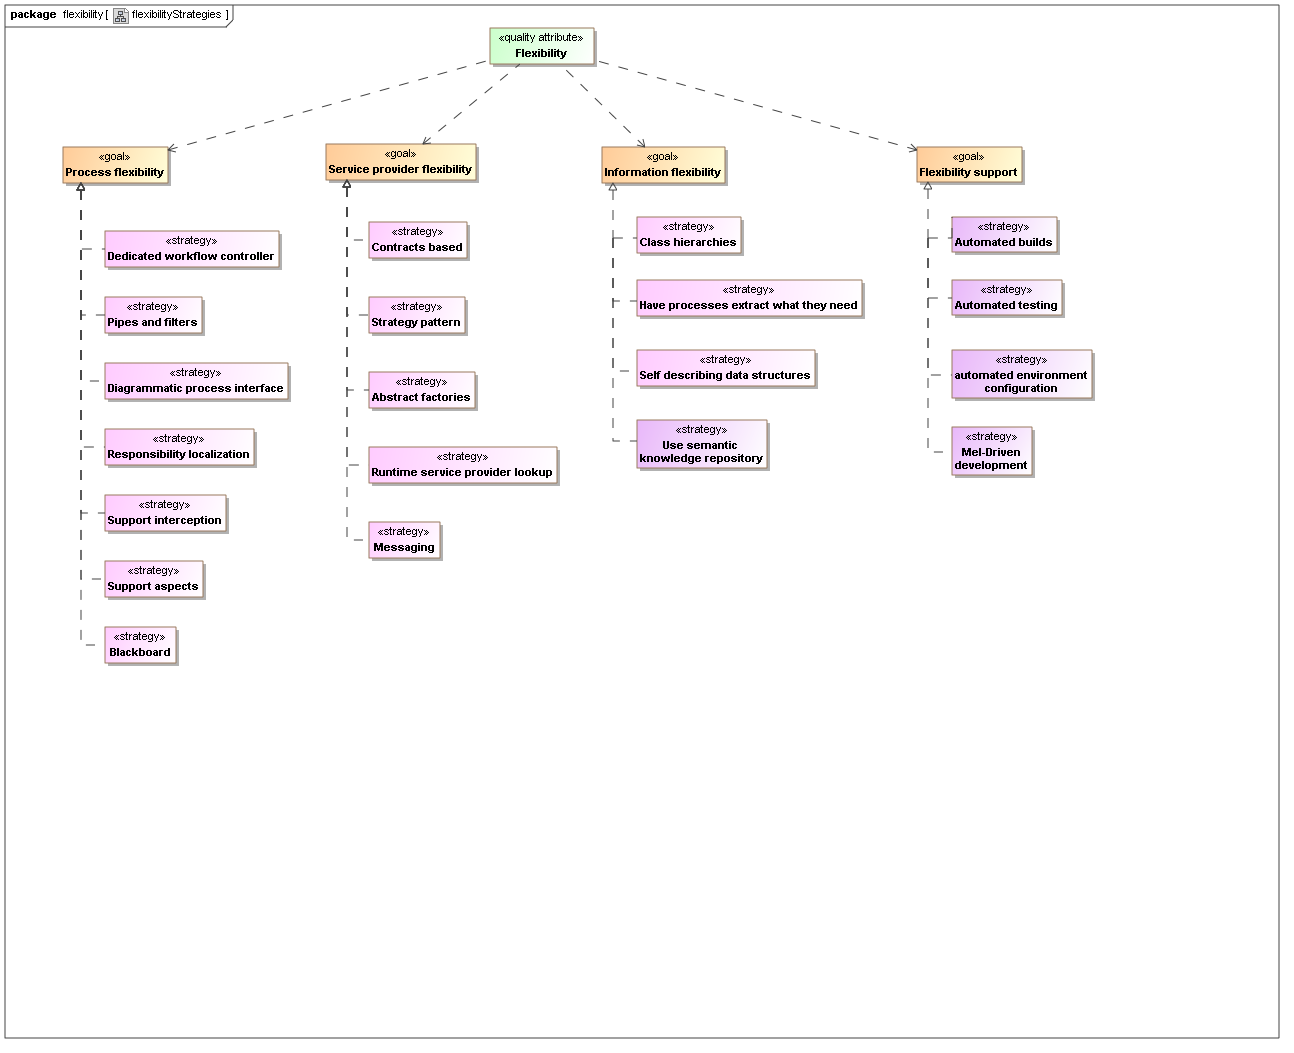 package flexibility [ flexibilityStrategies ]
«quality attribute»
Flexibility
«goal»
Process flexibility
«strategy»
Dedicated workflow controller
«strategy»
Pipes and filters
«strategy»
Diagrammatic process interface
«strategy»
Responsibility localization
«strategy»
Support interception
«strategy»
Support aspects
«strategy»
Blackboard
«goal»
Service provider flexibility
«strategy»
Contracts based
«strategy»
Strategy pattern
«strategy»
Abstract factories
«strategy»
Runtime service provider lookup
«strategy»
Messaging
«goal»
Information flexibility
«strategy»
Class hierarchies
«strategy»
Have processes extract what they need
«strategy»
Self describing data structures
«strategy»
Use semantic
knowledge repository
«goal»
Flexibility support
«strategy»
Automated builds
«strategy»
Automated testing
«strategy»
automated environment
configuration
«strategy»
Mel-Driven
development